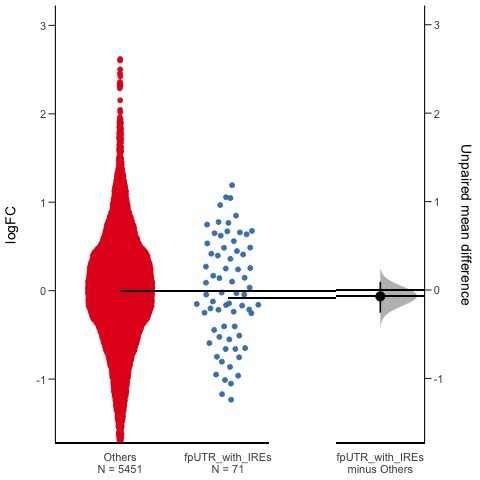 3
2
1
0
-1
logFC
3
2
1
0
-1
Unpaired mean difference
Others
N = 5451
fpUTR_with_IREs
N = 71
fpUTR_with_IREs
minus Others